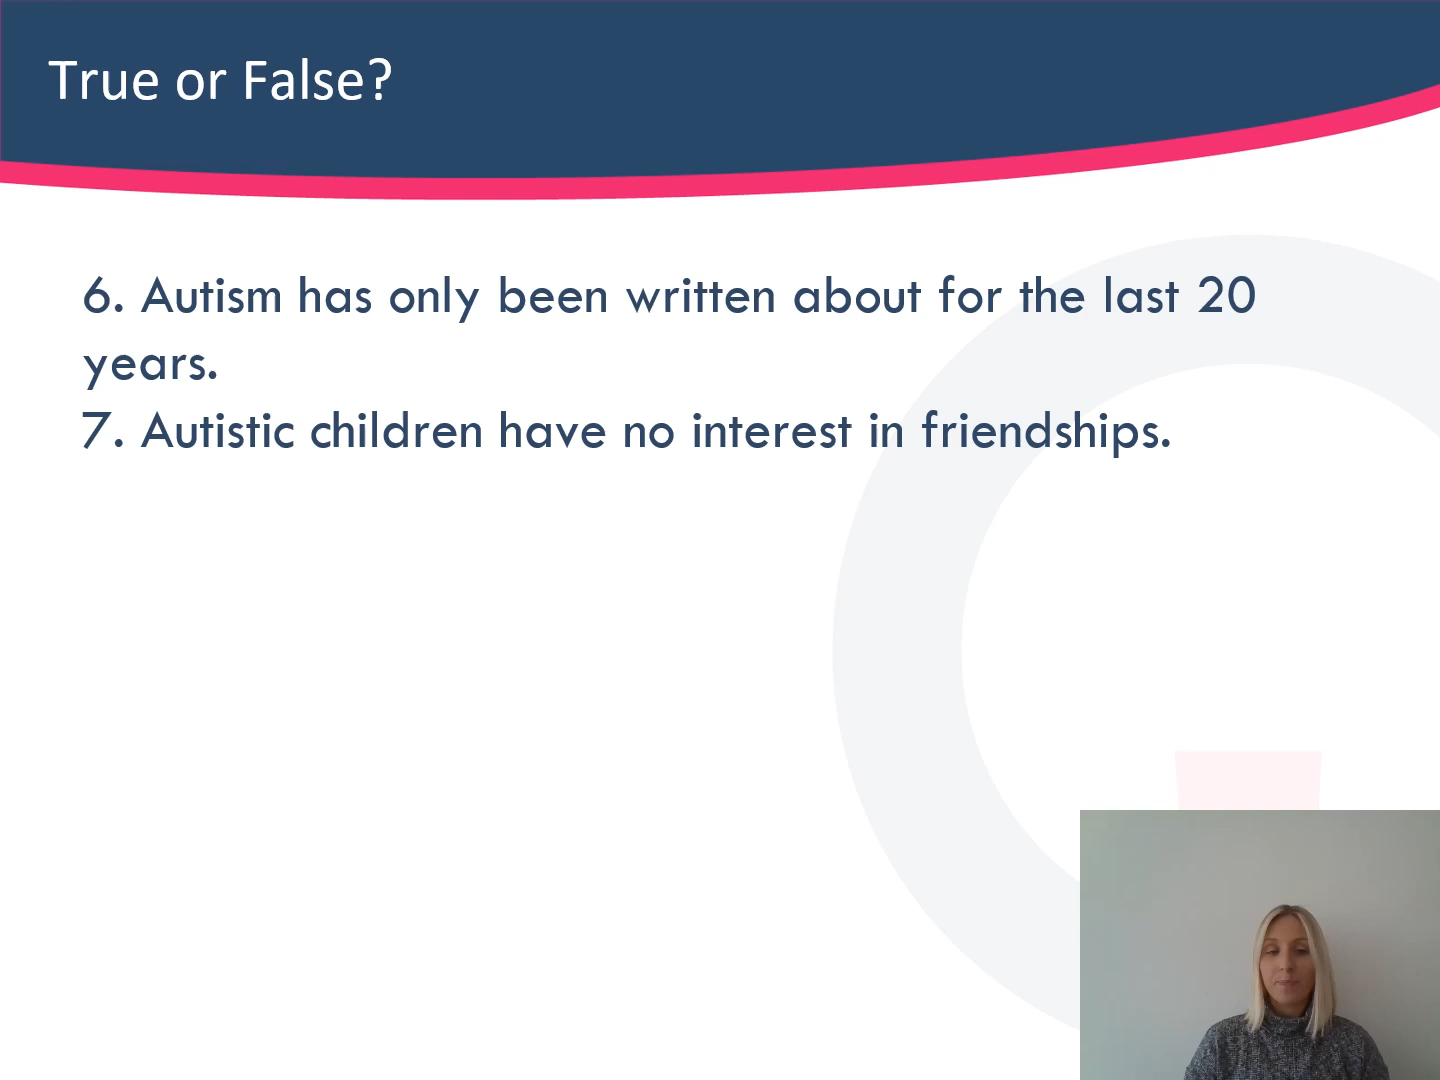 True or False?
6. Autism has only been written about for the last 20
years.
7. Autistic children have no interest in friendships.